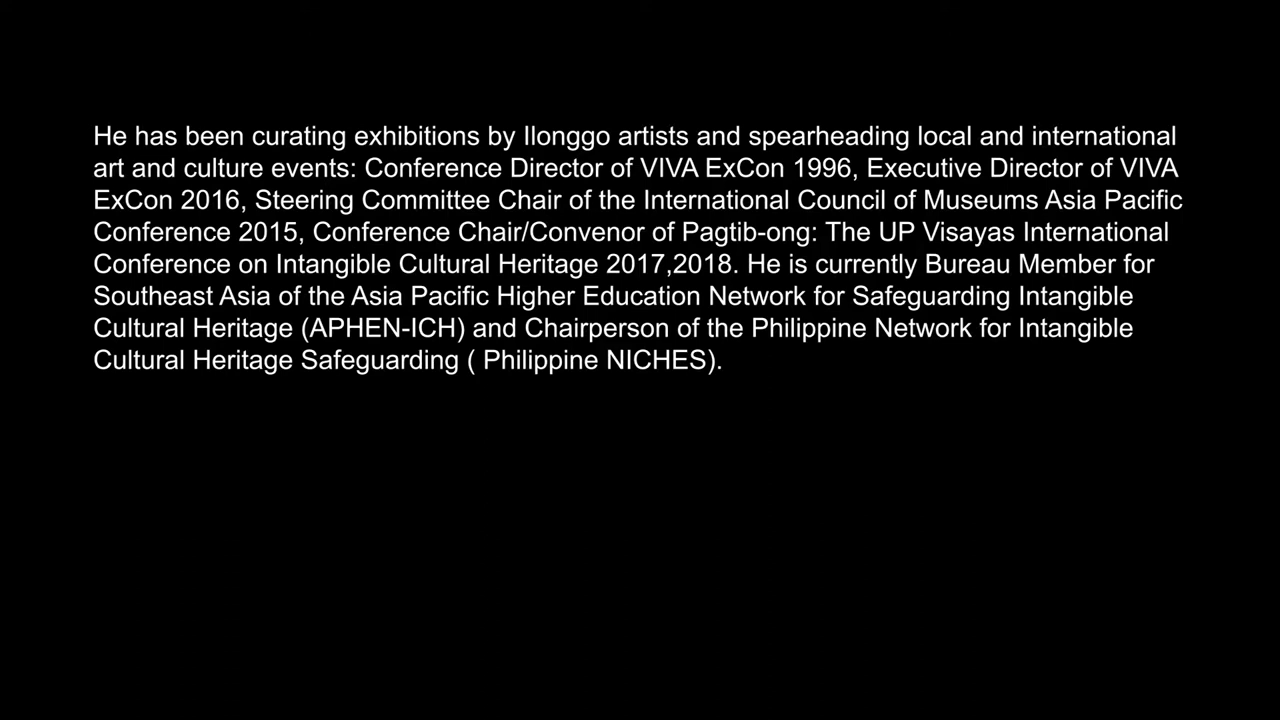 He has been curating exhibitions by Ilonggo artists and spearheading local and international
art and culture events: Conference Director of VIVA ExCon 1996, Executive Director of VIVA
ExCon 2016, Steering Committee Chair of the International Council of Museums Asia Pacific
Conference 2015, Conference Chair/Convenor of Pagtib-ong: The UP Visayas International
Conference on Intangible Cultural Heritage 2017,2018. He is currently Bureau Member for
Southeast Asia of the Asia Pacific Higher Education Network for Safeguarding Intangible
Cultural Heritage (APHEN-ICH) and Chairperson of the Philippine Network for Intangible
Cultural Heritage Safeguarding ( Philippine NICHES).